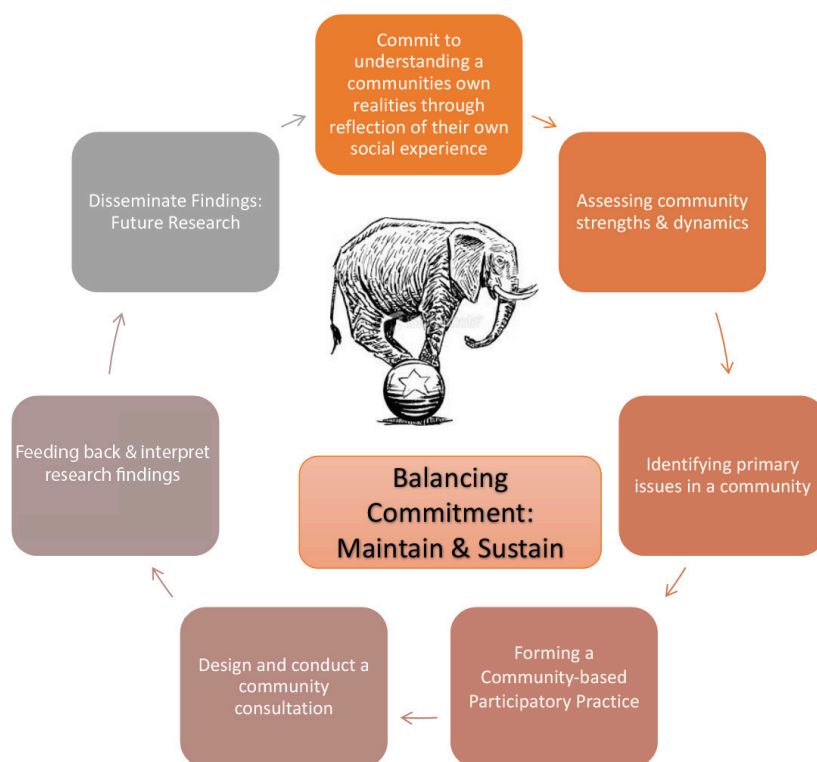 Commit to
understanding a
communities own
realities through
reflection of their own
social experience
Assessing community
strengths & dynamics
Identifying primary
issues in a community
Forming a
Community-based
Participatory Practice
Design and conduct a
community
consultation
Feeding back & interpret
research findings
Disseminate Findings:
Future Research
Balancing
Commitment:
Maintain & Sustain